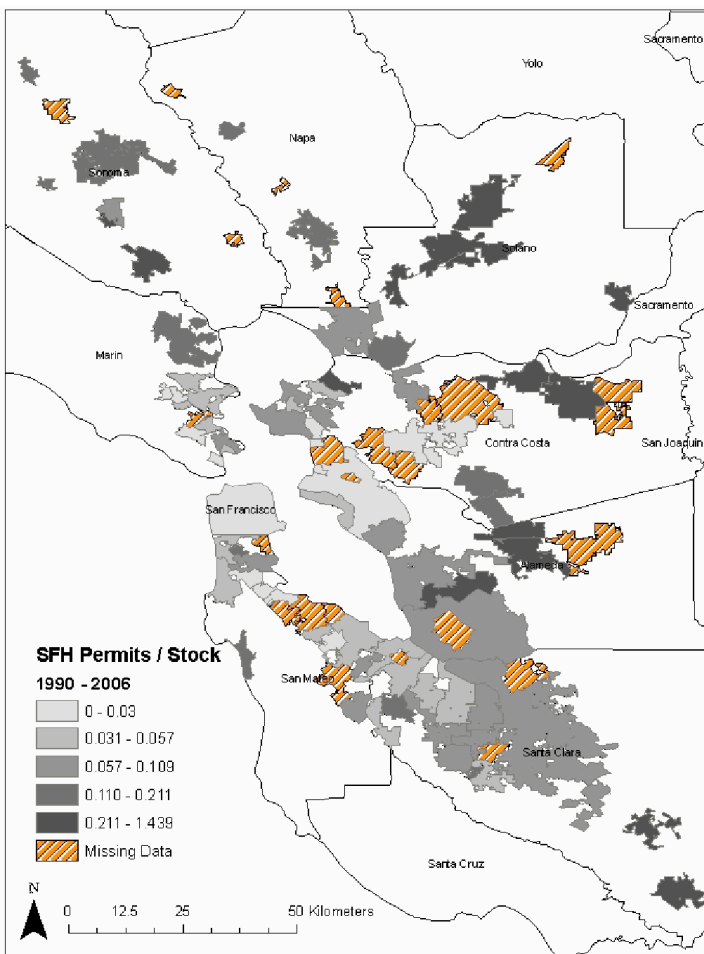 Sacramento
Yolo
Napa
Sonoma
Solano
Sacramento
Marin
Contra Costa
San Joaquin
San Francisco
Alameda
SFH Permits / Stock
1990 - 2006
San Mateo
0 - 0.03
0.031 - 0.057
0.057 - 0.109
0.110 - 0.211
0.211 - 1.439
Missing Data
Santa Clara
Santa Cruz
N
0 12.5 25 50 Kilometers